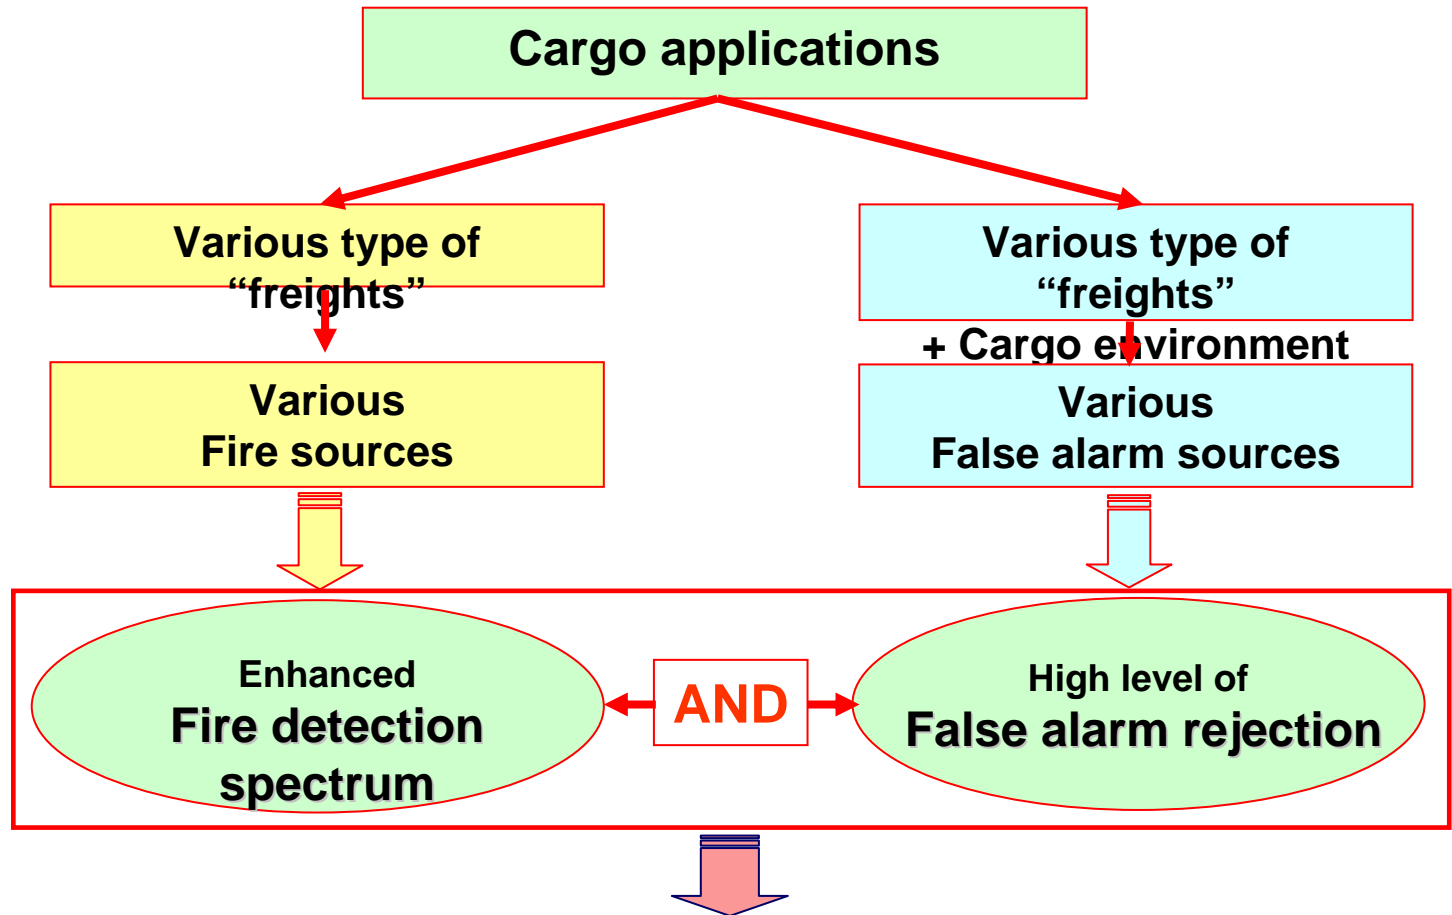 Cargo applications
Various type of
“freights”
Various type of
“freights”
+ Cargo environment
Various
Fire sources
Various
False alarm sources
Enhanced
Fire detection
spectrum
AND
High level of
False alarm rejection